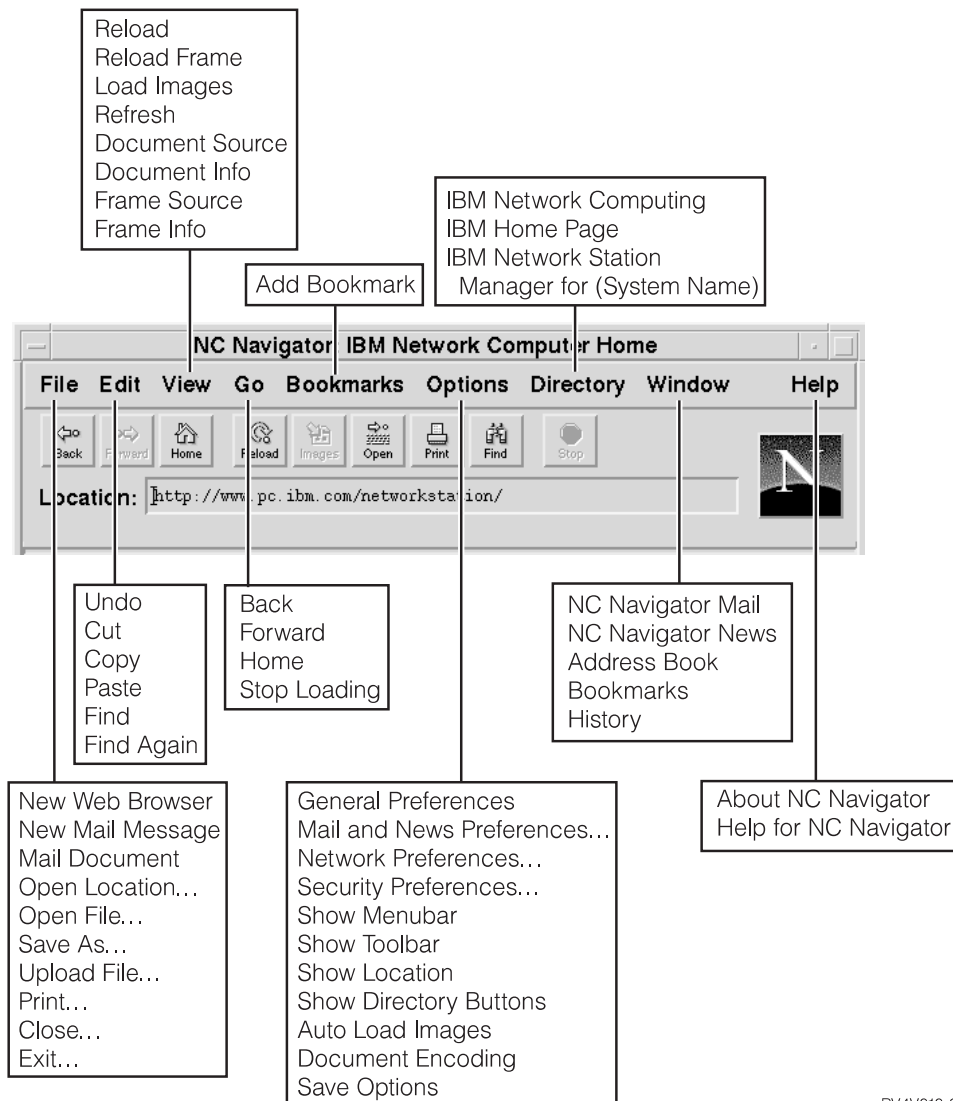 Reload
Reload Frame
Load Images
Refresh
Document Source
Document Info
Frame Source
Frame Info
IBM Network Computing
IBM Home Page
IBM Network Station
Manager for (System Name)
Add Bookmark
NC Navigator: IBM Network Computer Home
File Edit View Go Bookmarks Options Directory Window Help
Back Forward Home Reload Images Open Print Find Stop
N
Location: http://www.pc.ibm.com/networkstation/
Undo
Cut
Copy
Paste
Find
Find Again
Back
Forward
Home
Stop Loading
NC Navigator Mail
NC Navigator News
Address Book
Bookmarks
History
New Web Browser
New Mail Message
Mail Document
Open Location...
Open File...
Save As...
Upload File...
Print...
Close...
Exit...
General Preferences
Mail and News Preferences...
Network Preferences...
Security Preferences...
Show Menubar
Show Toolbar
Show Location
Show Directory Buttons
Auto Load Images
Document Encoding
Save Options
About NC Navigator
Help for NC Navigator